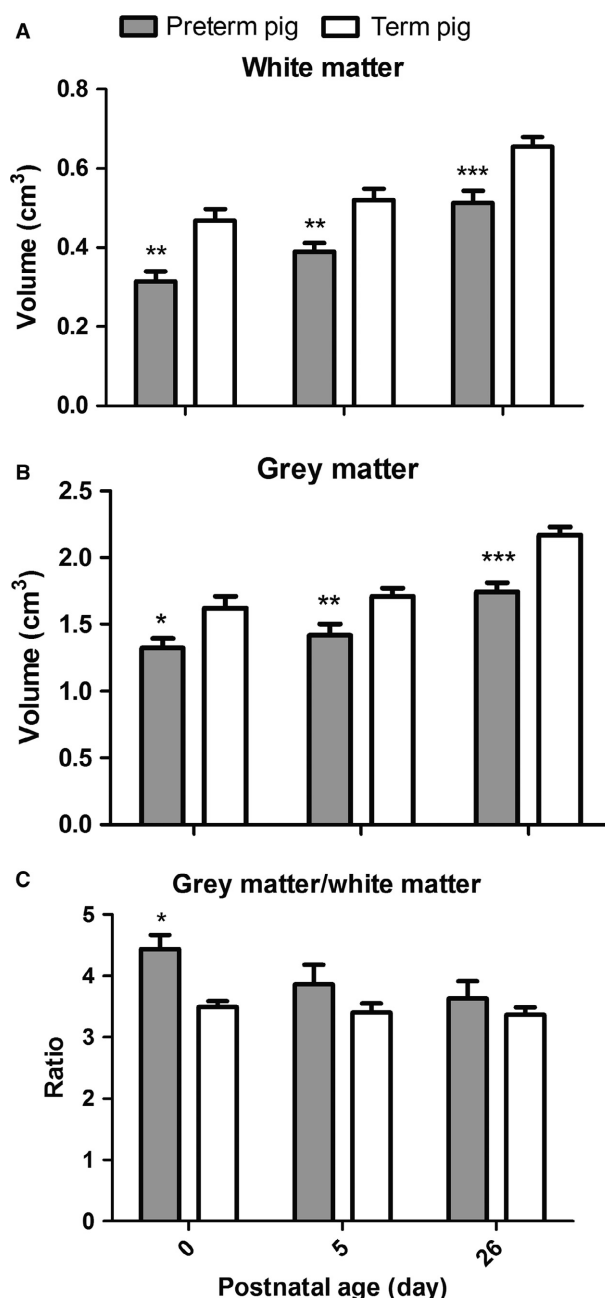 A
Preterm pig Term pig
White matter
Volume (cm³)
0.8
0.6
0.4
0.2
0.0
** ** ***
B
Grey matter
Volume (cm³)
2.5
2.0
1.5
1.0
0.5
0.0
* ** ***
C
Grey matter/white matter
Ratio
5
4
3
2
1
0
*
0 5 26
Postnatal age (day)